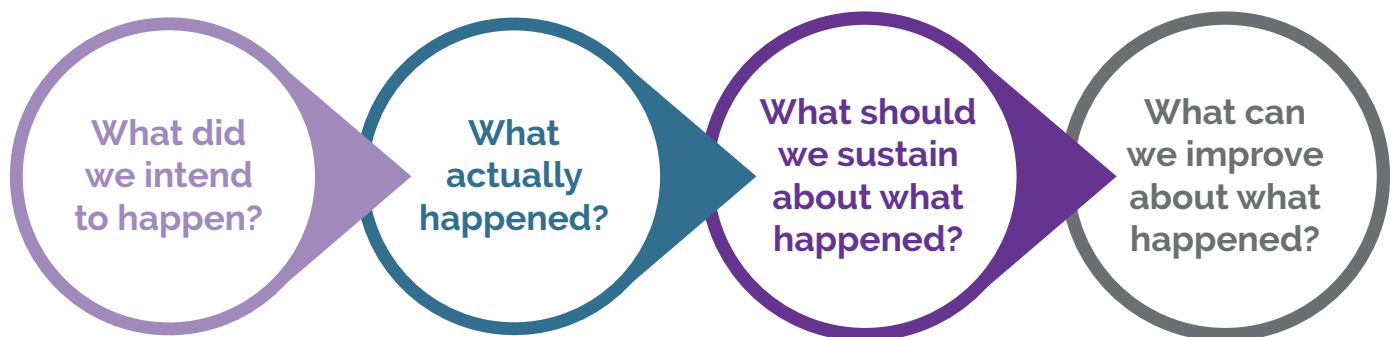 What did
we intend
to happen?
What
actually
happened?
What should
we sustain
about what
happened?
What can
we improve
about what
happened?